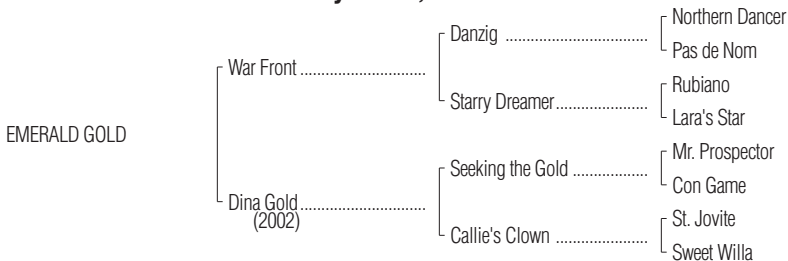 Northern Dancer
Danzig ................................
Pas de Nom
War Front ............................
Rubiano
Starry Dreamer.....................
Lara's Star
EMERALD GOLD
Mr. Prospector
Seeking the Gold .................
Con Game
Dina Gold ............................
(2002)
St. Jovite
Callie's Clown .....................
Sweet Willa